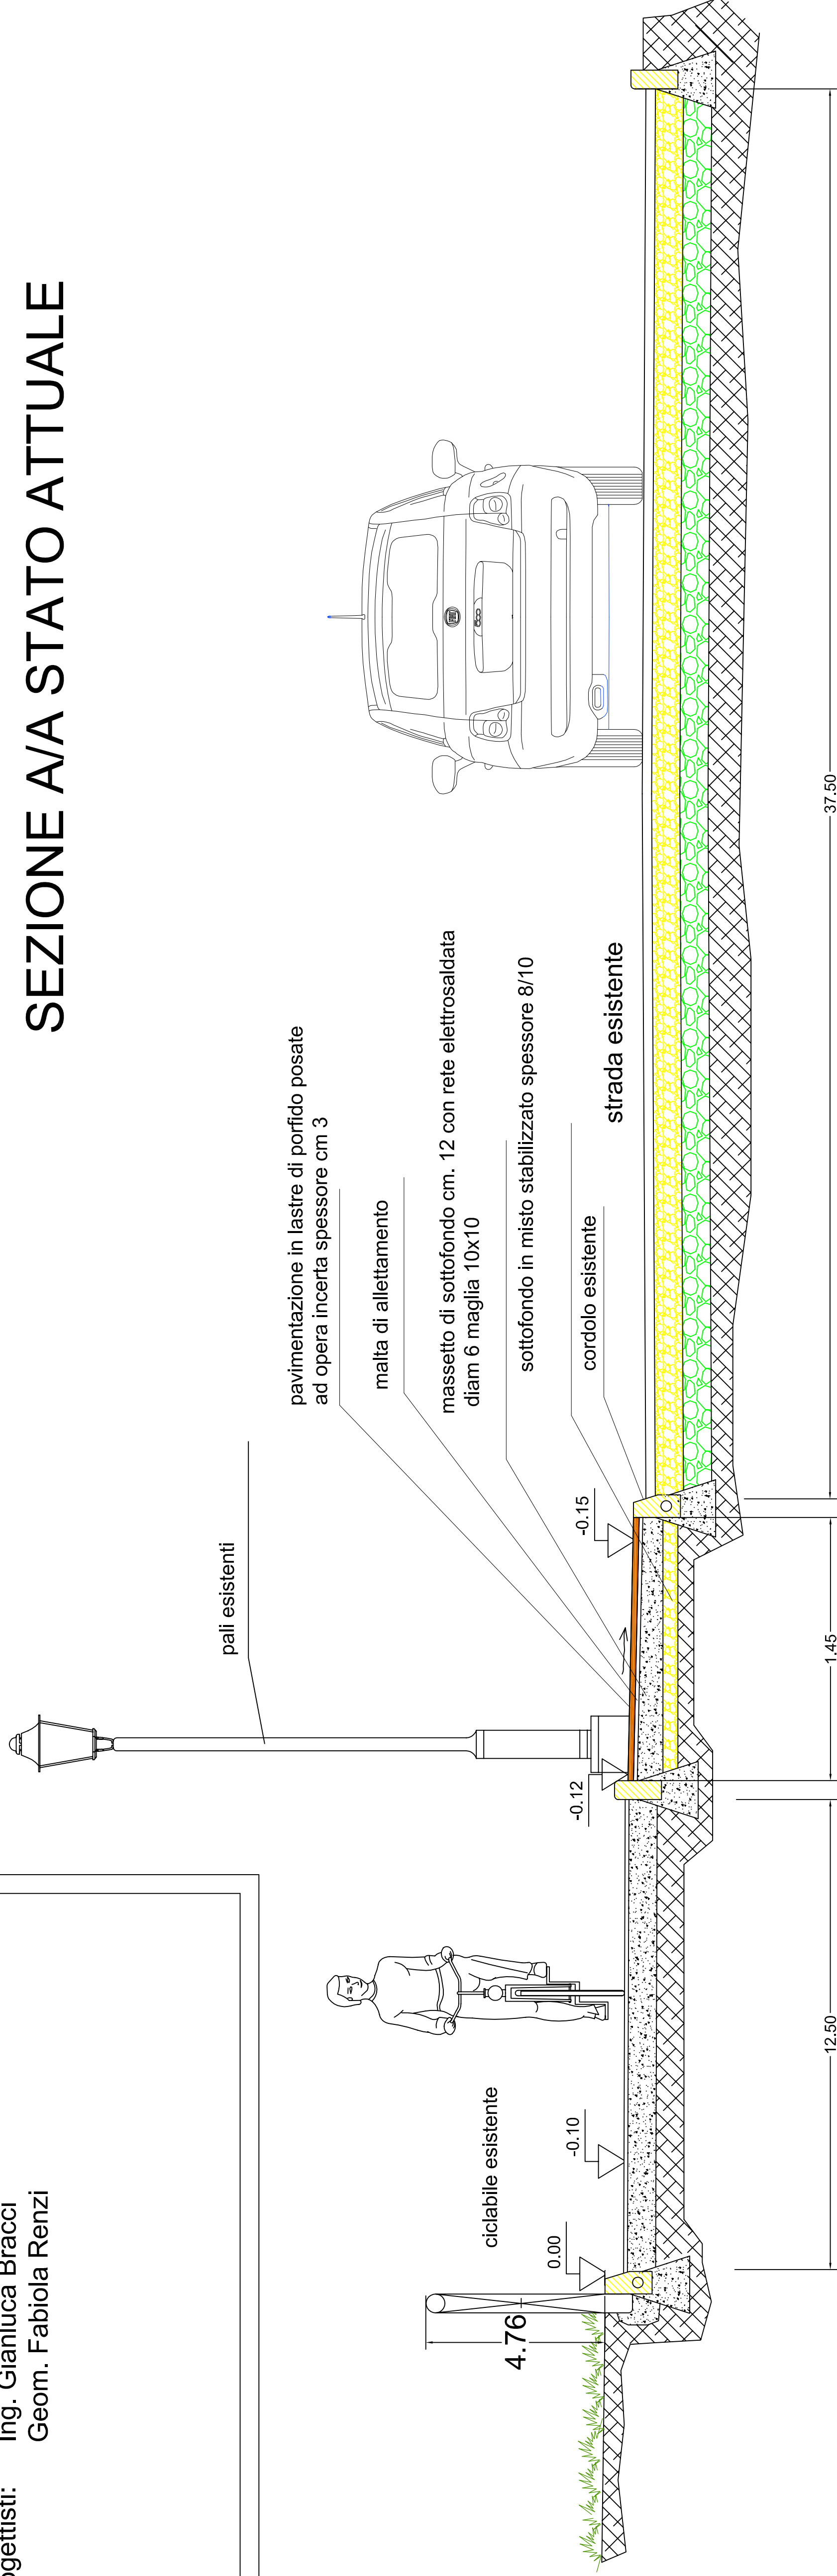 SEZIONE A/A STATO ATTUALE
Ing. Gianluca Bracci
Geom. Fabiola Renzi
pali esistenti
pavimentazione in lastre di porfido posate
ad opera incerta spessore cm 3
malta di allettamento
massetto di sottofondo cm. 12 con rete elettrosaldata
diam 6 maglia 10x10
sottofondo in misto stabilizzato spessore 8/10
cordolo esistente
strada esistente
ciclabile esistente
4.76
0.00
-0.10
-0.12
-0.15
12.50
1.45
37.50
FIAT
500